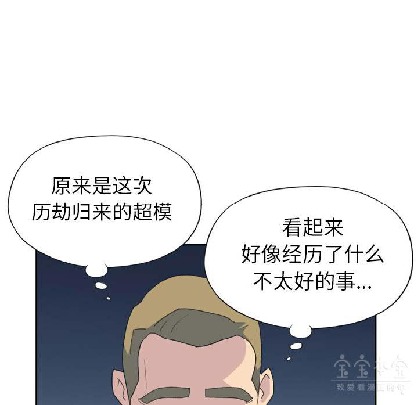 原来是这次
历劫归来的超模
看起来
好像经历了什么
不太好的事...